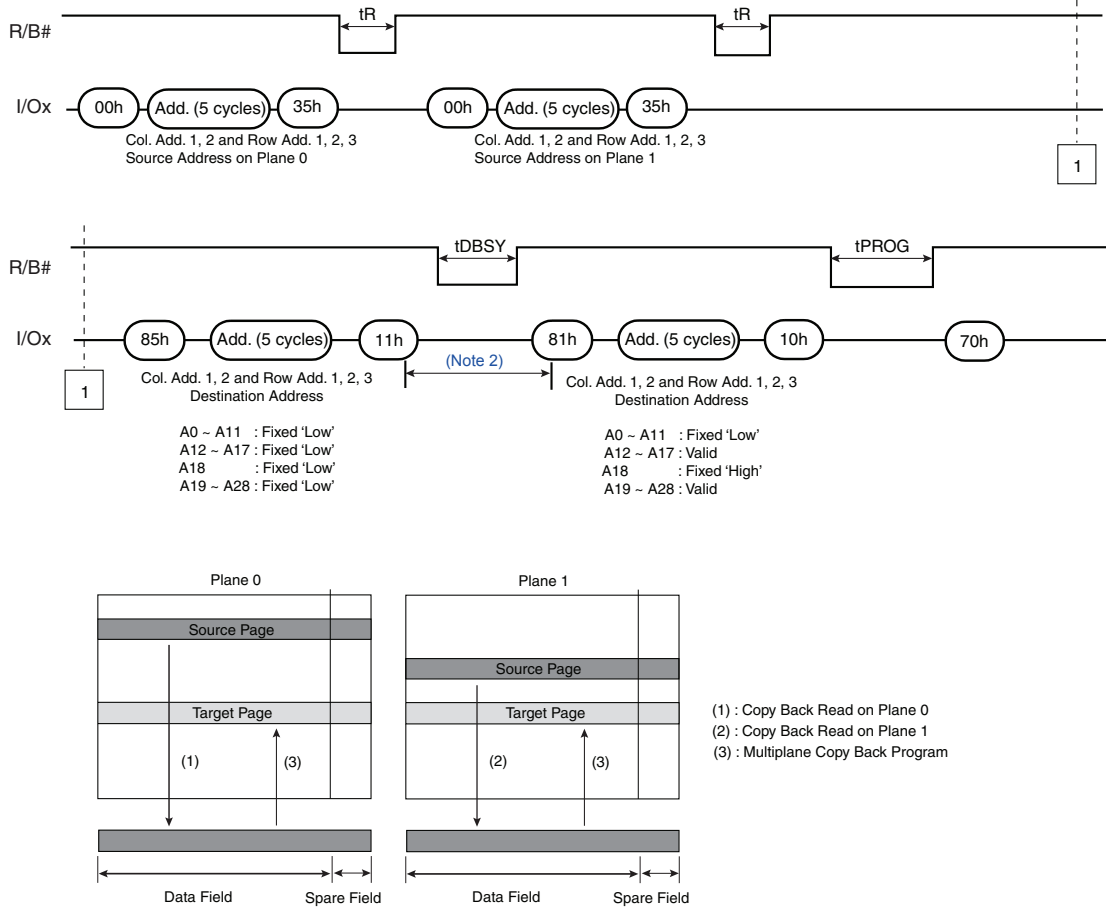 tR
tR
R/B#
I/Ox
00h
Add. (5 cycles)
35h
00h
Add. (5 cycles)
35h
Col. Add. 1, 2 and Row Add. 1, 2, 3
Source Address on Plane 0
Col. Add. 1, 2 and Row Add. 1, 2, 3
Source Address on Plane 1
1
tDBSY
tPROG
R/B#
I/Ox
85h
Add. (5 cycles)
11h
(Note 2)
81h
Add. (5 cycles)
10h
70h
1
Col. Add. 1, 2 and Row Add. 1, 2, 3
Destination Address
A0 ~ A11 : Fixed ‘Low’
A12 ~ A17 : Fixed ‘Low’
A18 : Fixed ‘Low’
A19 ~ A28 : Fixed ‘Low’
Col. Add. 1, 2 and Row Add. 1, 2, 3
Destination Address
A0 ~ A11 : Fixed ‘Low’
A12 ~ A17 : Valid
A18 : Fixed ‘High’
A19 ~ A28 : Valid
Plane 0
Source Page
Target Page
(1)
(3)
Data Field
Spare Field
Plane 1
Source Page
Target Page
(2)
(3)
Data Field
Spare Field
(1) : Copy Back Read on Plane 0
(2) : Copy Back Read on Plane 1
(3) : Multiplane Copy Back Program